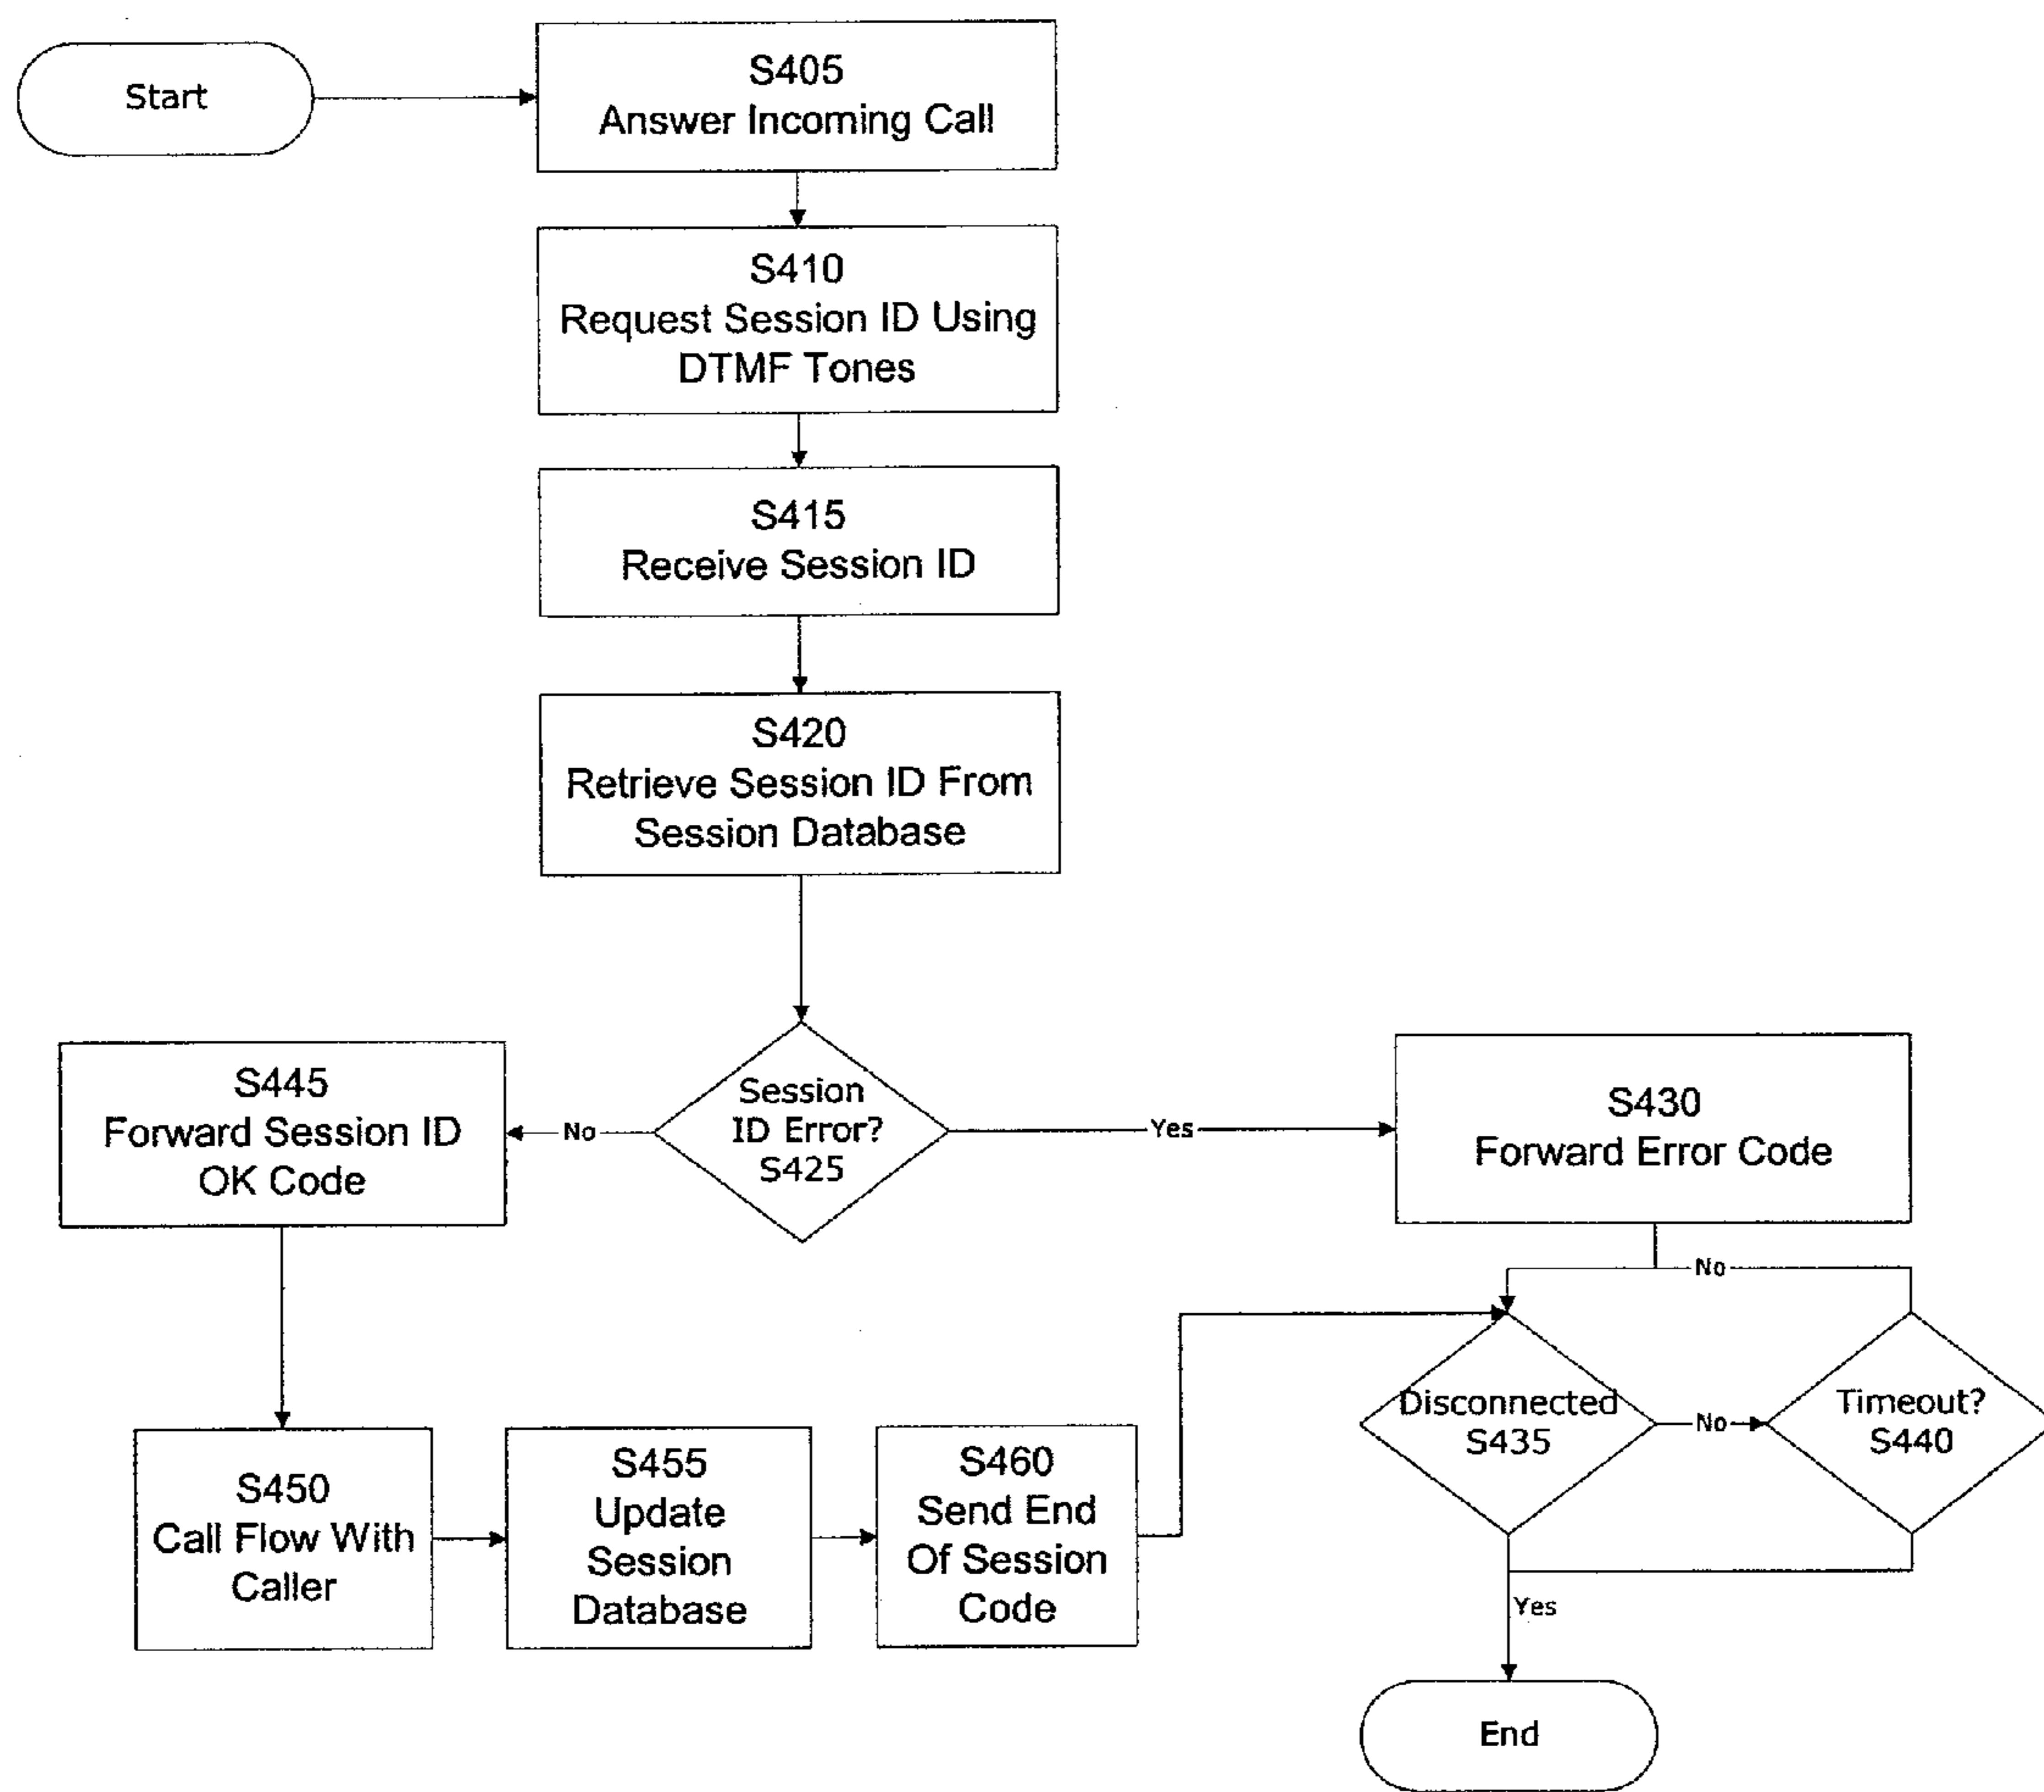 Start
S405
Answer Incoming Call
S410
Request Session ID Using
DTMF Tones
S415
Receive Session ID
S420
Retrieve Session ID From
Session Database
Session
ID Error?
S425
No
Yes
S445
Forward Session ID
OK Code
S430
Forward Error Code
No
Disconnected
S435
No
Timeout?
S440
S450
Call Flow With
Caller
S455
Update
Session
Database
S460
Send End
Of Session
Code
Yes
End